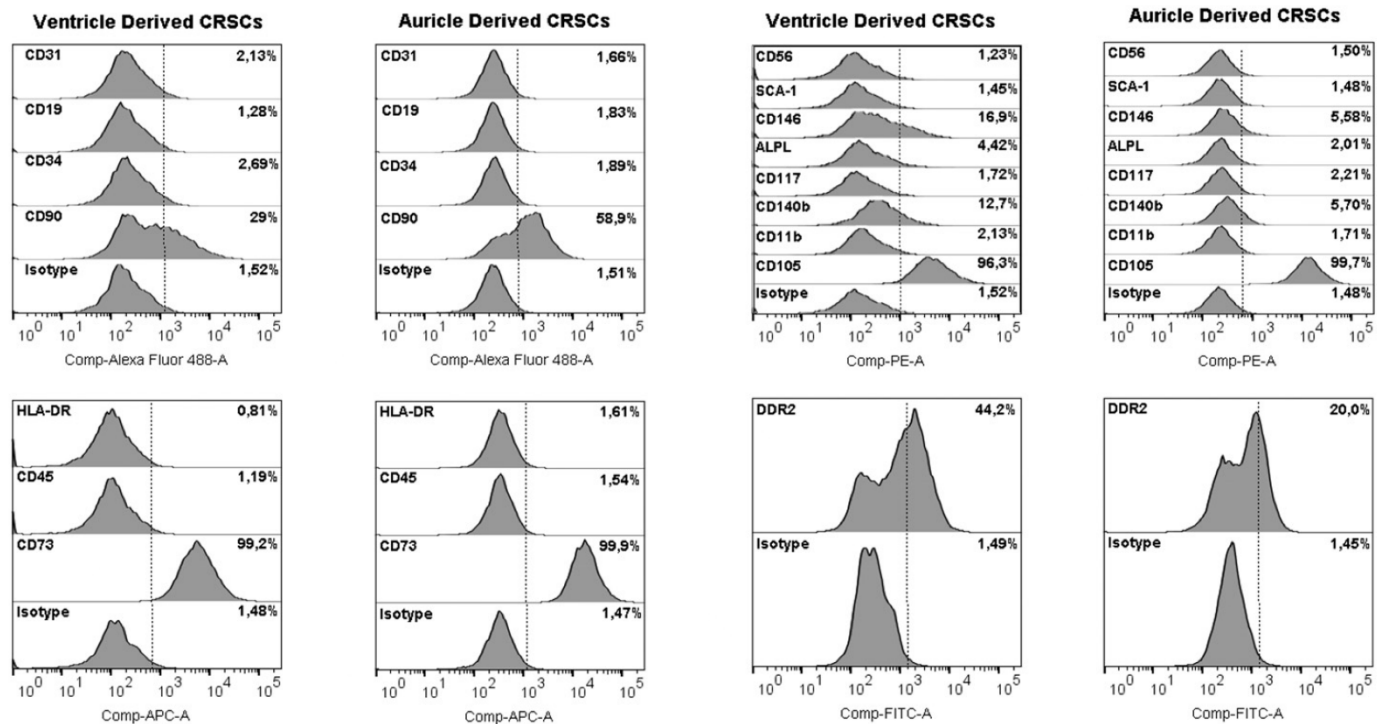 Ventricle Derived CRSCs
CD31 2,13%
CD19 1,28%
CD34 2,69%
CD90 29%
Isotype 1,52%
10^0 10^1 10^2 10^3 10^4 10^5
Comp-Alexa Fluor 488-A
Auricle Derived CRSCs
CD31 1,66%
CD19 1,83%
CD34 1,89%
CD90 58,9%
Isotype 1,51%
10^0 10^1 10^2 10^3 10^4 10^5
Comp-Alexa Fluor 488-A
Ventricle Derived CRSCs
CD56 1,23%
SCA-1 1,45%
CD146 16,9%
ALPL 4,42%
CD117 1,72%
CD140b 12,7%
CD11b 2,13%
CD105 96,3%
Isotype 1,52%
10^0 10^1 10^2 10^3 10^4 10^5
Comp-PE-A
Auricle Derived CRSCs
CD56 1,50%
SCA-1 1,48%
CD146 5,58%
ALPL 2,01%
CD117 2,21%
CD140b 5,70%
CD11b 1,71%
CD105 99,7%
Isotype 1,48%
10^0 10^1 10^2 10^3 10^4 10^5
Comp-PE-A
HLA-DR 0,81%
CD45 1,19%
CD73 99,2%
Isotype 1,48%
10^0 10^1 10^2 10^3 10^4 10^5
Comp-APC-A
HLA-DR 1,61%
CD45 1,54%
CD73 99,9%
Isotype 1,47%
10^0 10^1 10^2 10^3 10^4 10^5
Comp-APC-A
DDR2 44,2%
Isotype 1,49%
10^0 10^1 10^2 10^3 10^4 10^5
Comp-FITC-A
DDR2 20,0%
Isotype 1,45%
10^0 10^1 10^2 10^3 10^4 10^5
Comp-FITC-A